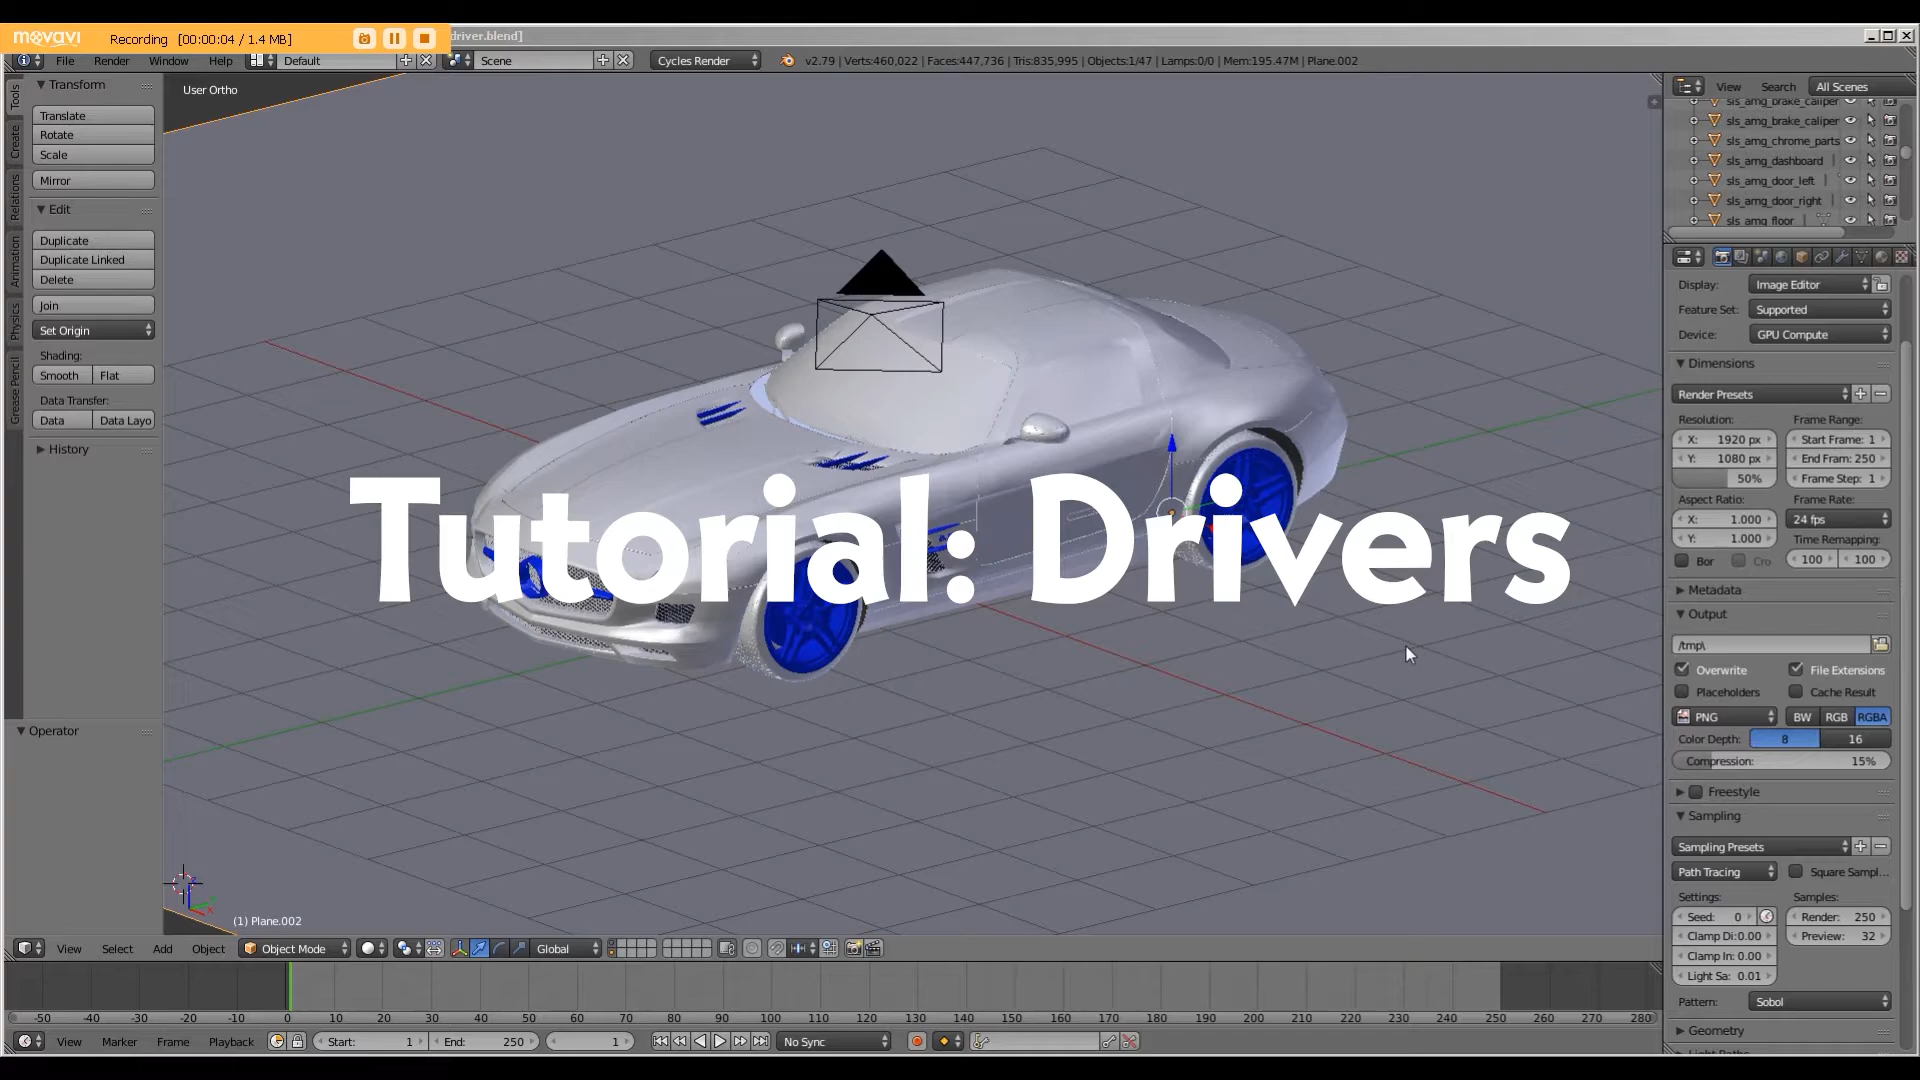 movavi Recording [00:00:04 / 1.4 MB] driver.blend]
File Render Window Help Default Scene Cycles Render v2.79 | Verts:460,022 | Faces:447,736 | Tris:835,995 | Objects:1/47 | Lamps:0/0 | Mem:195.47M | Plane.002
Tools
Create
Relations
Animation
Physics
Grease Pencil
Transform
Translate
Rotate
Scale
Mirror
Edit
Duplicate
Duplicate Linked
Delete
Join
Set Origin
Shading:
Smooth Flat
Data Transfer:
Data Data Layo
History
Operator
User Ortho
Tutorial: Drivers
(1) Plane.002
View Search All Scenes
sls_amg_brake_caliper
sls_amg_brake_caliper
sls_amg_chrome_parts
sls_amg_dashboard
sls_amg_door_left
sls_amg_door_right
sls_amg_floor
Display: Image Editor
Feature Set: Supported
Device: GPU Compute
Dimensions
Render Presets
Resolution: Frame Range:
X: 1920 px Start Frame: 1
Y: 1080 px End Fram: 250
50% Frame Step: 1
Aspect Ratio: Frame Rate:
X: 1.000 24 fps
Y: 1.000 Time Remapping:
Bor Cro 100 100
Metadata
Output
/tmp\
Overwrite File Extensions
Placeholders Cache Result
PNG BW RGB RGBA
Color Depth: 8 16
Compression: 15%
Freestyle
Sampling
Sampling Presets
Path Tracing Square Sampl...
Settings: Samples:
Seed: 0 Render: 250
Clamp Di:0.00 Preview: 32
Clamp In: 0.00
Light Sa: 0.01
Pattern: Sobol
Geometry
Light Paths
View Select Add Object Object Mode Global
-50 -40 -30 -20 -10 0 10 20 30 40 50 60 70 80 90 100 110 120 130 140 150 160 170 180 190 200 210 220 230 240 250 260 270 280
View Marker Frame Playback Start: 1 End: 250 1 No Sync